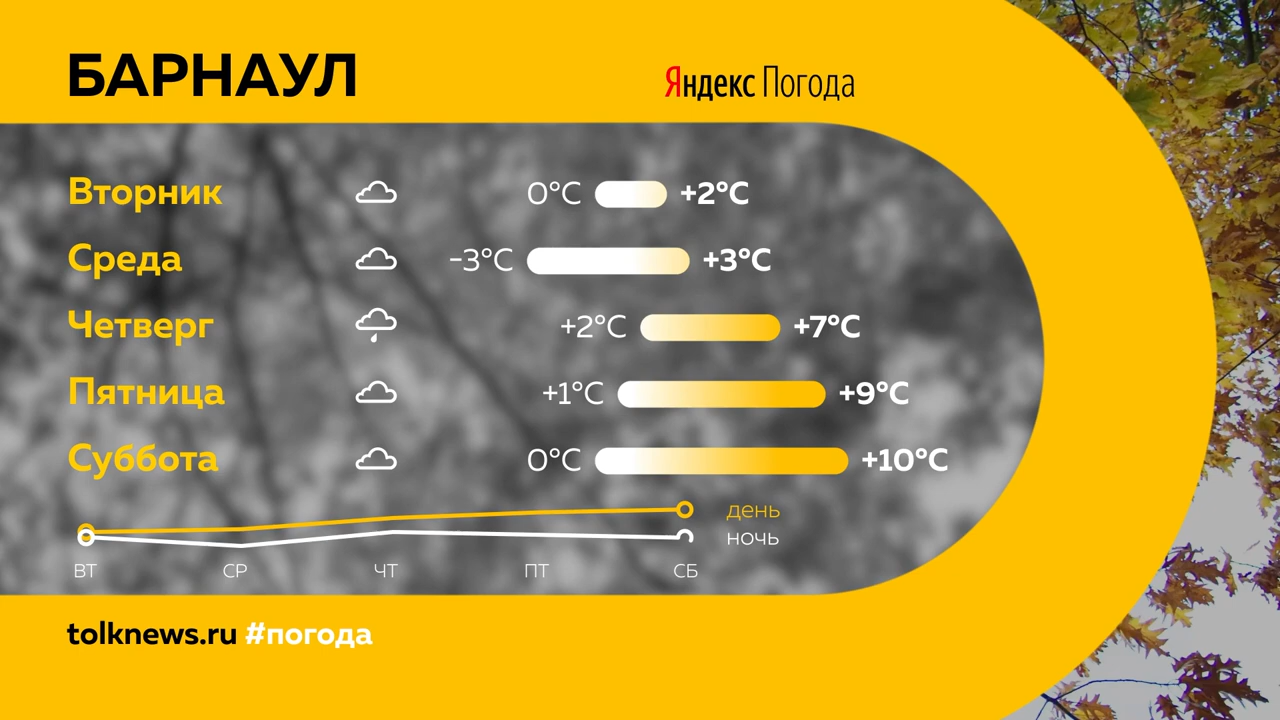 БАРНАУЛ
Яндекс Погода
Вторник 0°C +2°C
Среда -3°C +3°C
Четверг +2°C +7°C
Пятница +1°C +9°C
Суббота 0°C +10°C
день
ночь
ВТ СР ЧТ ПТ СБ
tolknews.ru #погода